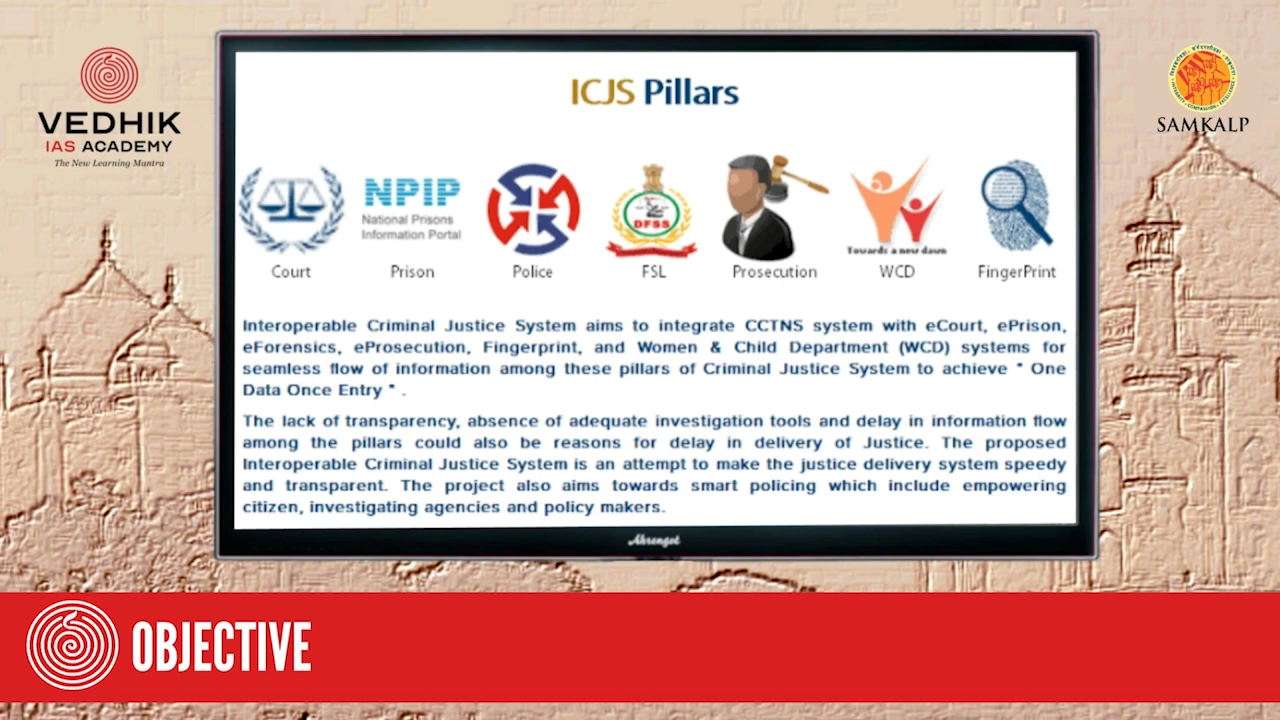 VEDHIK
IAS ACADEMY
The New Learning Mantra
SAMKALP
ICJS Pillars
NPIP
National Prisons
Information Portal
DFSS
Towards a new dawn
Court
Prison
Police
FSL
Prosecution
WCD
FingerPrint
Interoperable Criminal Justice System aims to integrate CCTNS system with eCourt, ePrison,
eForensics, eProsecution, Fingerprint, and Women & Child Department (WCD) systems for
seamless flow of information among these pillars of Criminal Justice System to achieve " One
Data Once Entry " .
The lack of transparency, absence of adequate investigation tools and delay in information flow
among the pillars could also be reasons for delay in delivery of Justice. The proposed
Interoperable Criminal Justice System is an attempt to make the justice delivery system speedy
and transparent. The project also aims towards smart policing which include empowering
citizen, investigating agencies and policy makers.
OBJECTIVE